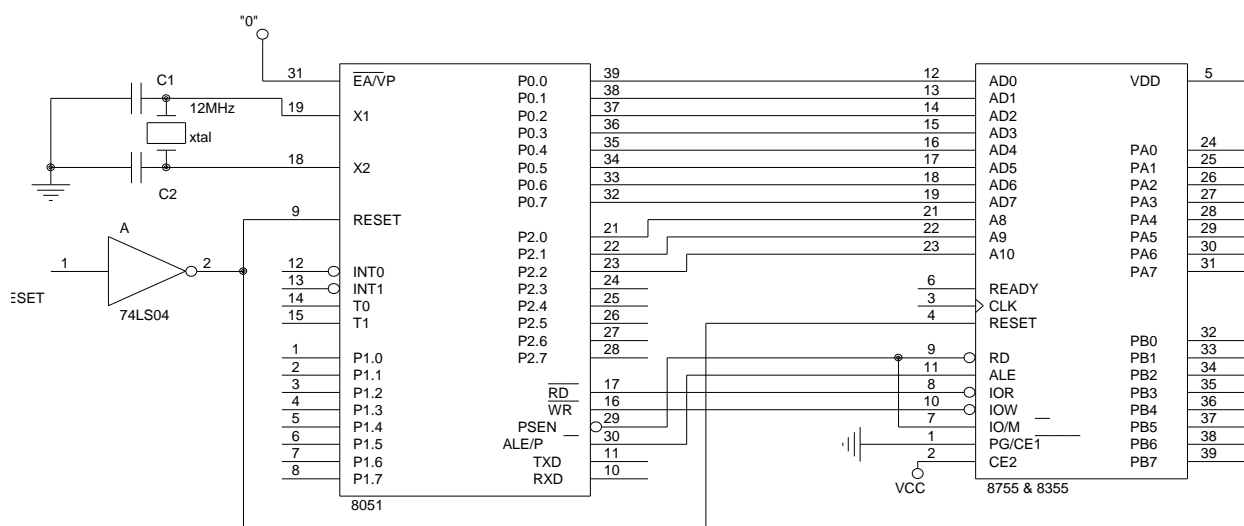 "0"
C1
12MHz
xtal
C2
A
1
2
ESET
74LS04
31 EA/VP
19 X1
18 X2
9 RESET
12 INT0
13 INT1
14 T0
15 T1
1 P1.0
2 P1.1
3 P1.2
4 P1.3
5 P1.4
6 P1.5
7 P1.6
8 P1.7
P0.0 39
P0.1 38
P0.2 37
P0.3 36
P0.4 35
P0.5 34
P0.6 33
P0.7 32
P2.0 21
P2.1 22
P2.2 23
P2.3 24
P2.4 25
P2.5 26
P2.6 27
P2.7 28
RD 17
WR 16
PSEN 29
ALE/P 30
TXD 11
RXD 10
8051
12 AD0
13 AD1
14 AD2
15 AD3
16 AD4
17 AD5
18 AD6
19 AD7
21 A8
22 A9
23 A10
6 READY
3 CLK
4 RESET
9 RD
11 ALE
8 IOR
10 IOW
7 IO/M
1 PG/CE1
2 CE2
VCC
VDD 5
PA0 24
PA1 25
PA2 26
PA3 27
PA4 28
PA5 29
PA6 30
PA7 31
PB0 32
PB1 33
PB2 34
PB3 35
PB4 36
PB5 37
PB6 38
PB7 39
8755 & 8355